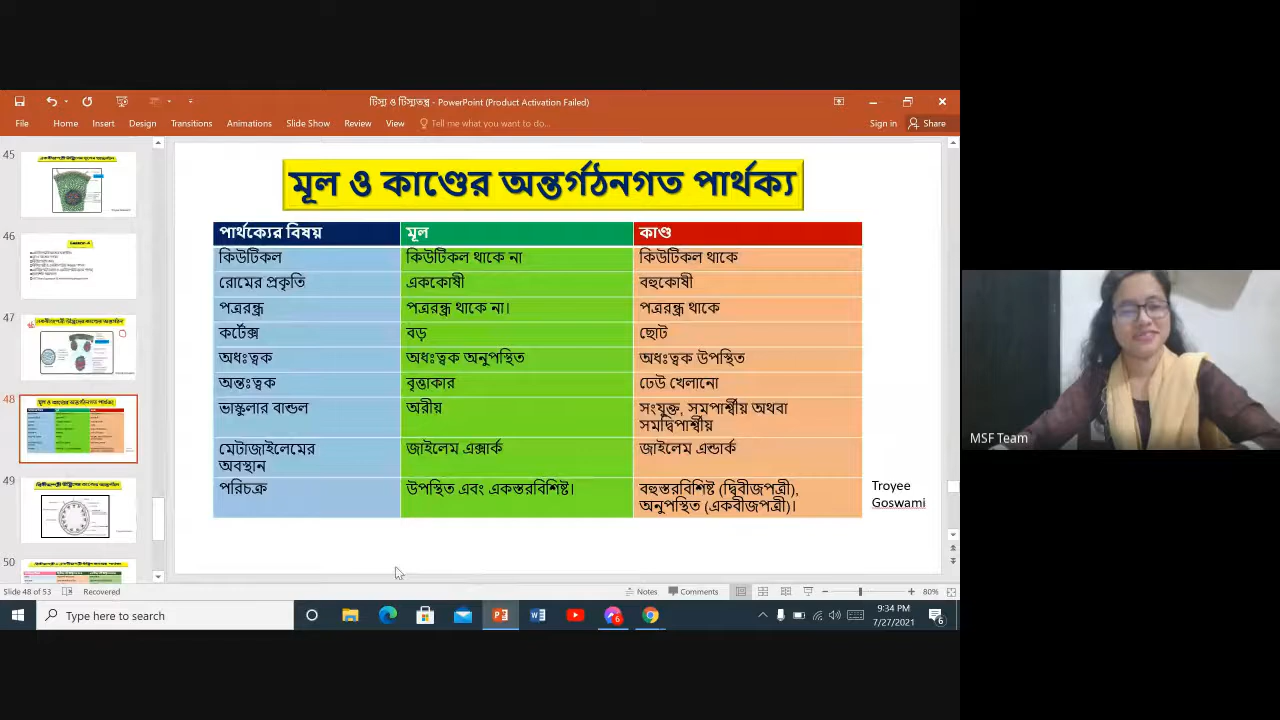 টিস্যু ও টিস্যুতন্ত্র - PowerPoint (Product Activation Failed)
File Home Insert Design Transitions Animations Slide Show Review View Tell me what you want to do... Sign in Share
45
46
47
48
49
50
মূল ও কাণ্ডের অন্তর্গঠনগত পার্থক্য
পার্থক্যের বিষয় মূল কাণ্ড
কিউটিকল কিউটিকল থাকে না কিউটিকল থাকে
রোমের প্রকৃতি এককোষী বহুকোষী
পত্ররন্ধ্র পত্ররন্ধ্র থাকে না। পত্ররন্ধ্র থাকে
কর্টেক্স বড় ছোট
অধঃত্বক অধঃত্বক অনুপস্থিত অধঃত্বক উপস্থিত
অন্তঃত্বক বৃত্তাকার ঢেউ খেলানো
ভাস্কুলার বান্ডল অরীয় সংযুক্ত, সমপার্শ্বীয় অথবা
সমদ্বিপার্শ্বীয়
মেটাজাইলেমের জাইলেম এক্সার্ক জাইলেম এন্ডার্ক
অবস্থান
পরিচক্র উপস্থিত এবং একস্তরবিশিষ্ট। বহুস্তরবিশিষ্ট (দ্বিবীজপত্রী),
অনুপস্থিত (একবীজপত্রী)।
Troyee
Goswami
MSF Team
Slide 48 of 53 Recovered Notes Comments 80%
Type here to search
9:34 PM
7/27/2021
6
6